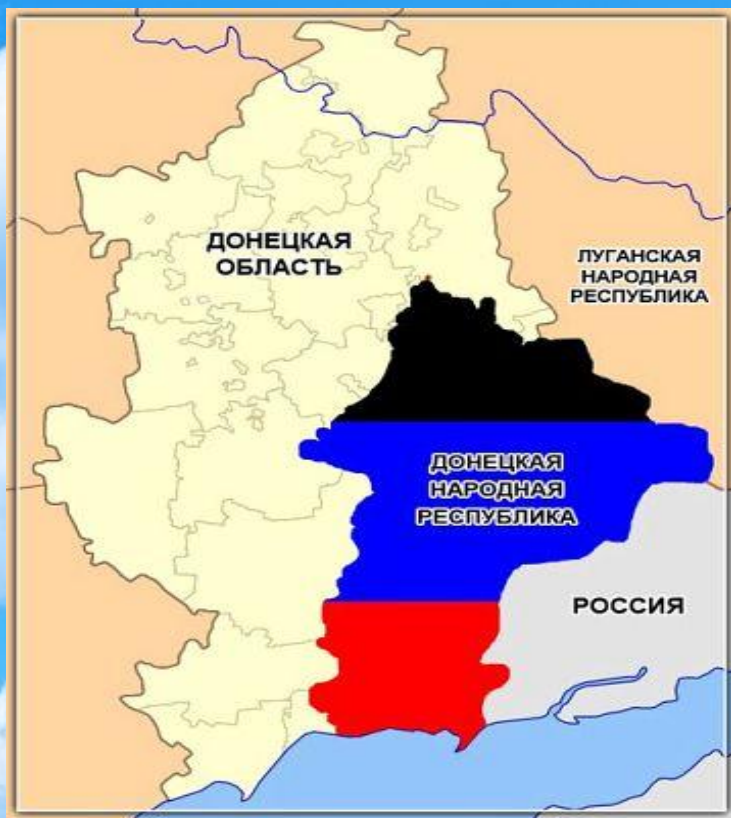 ДОНЕЦКАЯ
ОБЛАСТЬ
ЛУГАНСКАЯ
НАРОДНАЯ
РЕСПУБЛИКА
ДОНЕЦКАЯ
НАРОДНАЯ
РЕСПУБЛИКА
РОССИЯ